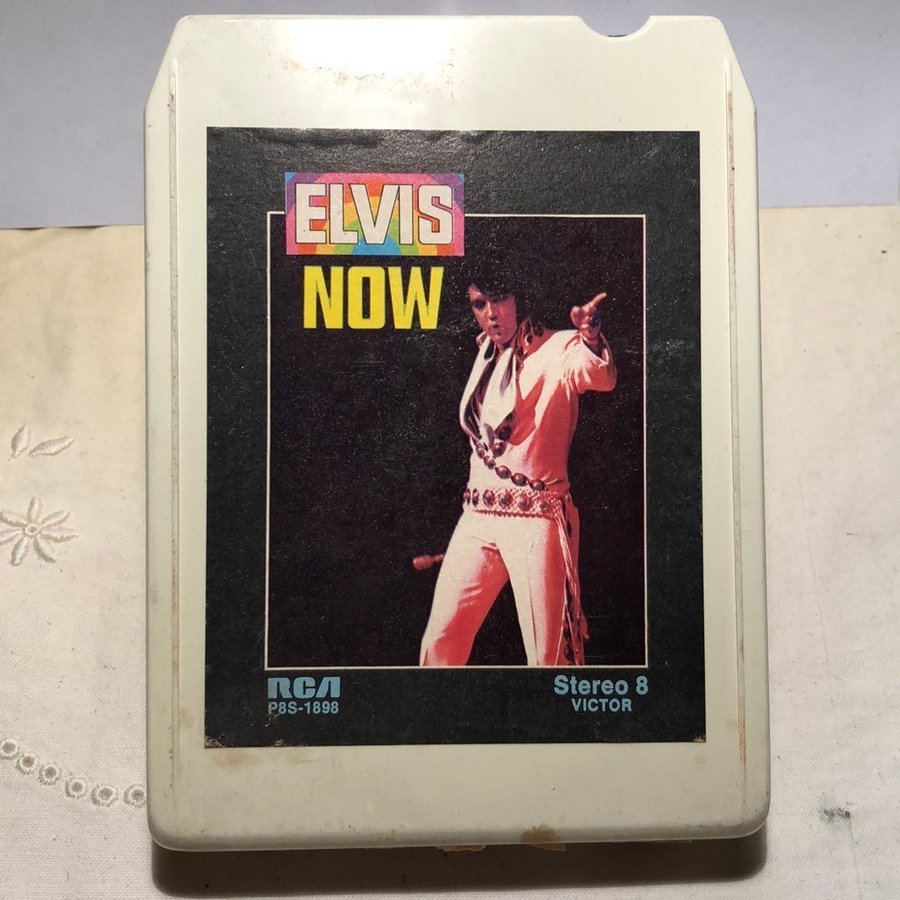 ELVIS
NOW
RCA
P8S-1898
Stereo 8
VICTOR